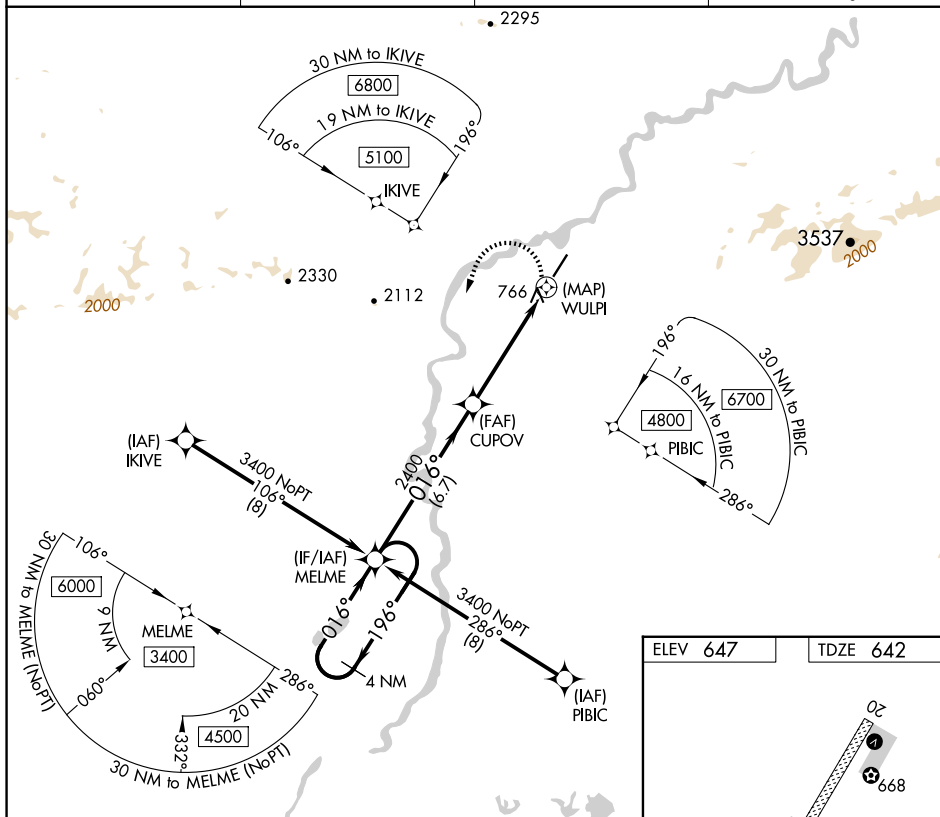 2295
30 NM to IKIVE
6800
19 NM to IKIVE
106°
196°
5100
IKIVE
3537
2000
2330
2000
2112
766
(MAP)
WULPI
196°
30 NM to PIBIC
16 NM to PIBIC
6700
4800
PIBIC
286°
(FAF)
CUPOV
(IAF)
IKIVE
3400 NoPT
106°
(8)
2400
016°
(6.7)
(IF/IAF)
MELME
30 NM to MELME (NoPT)
106°
6000
9 NM
MELME
3400
060°
286°
20 NM
4500
332°
30 NM to MELME (NoPT)
016°
196°
4 NM
3400 NoPT
286°
(8)
(IAF)
PIBIC
ELEV 647
TDZE 642
20
V
668